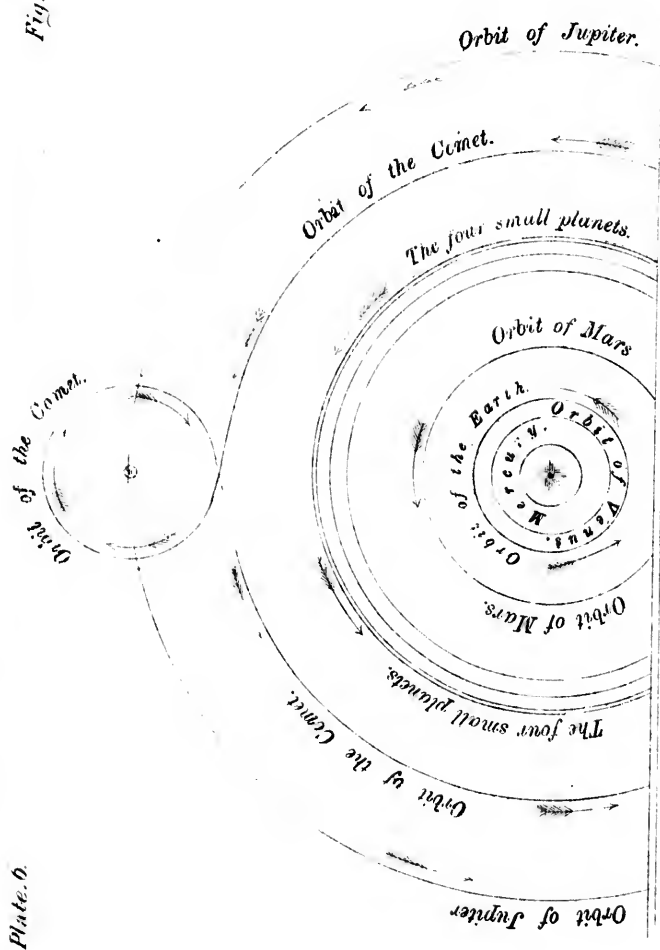 Fig.
Orbit of Jupiter.
Orbit of the Comet.
The four small planets.
Orbit of Mars
Orbit of the Comet.
Orbit of the Earth.
Orbit of Venus.
Mercury.
Orbit of Mars.
The four small planets.
Orbit of the Comet.
Orbit of Jupiter
Plate. 6.